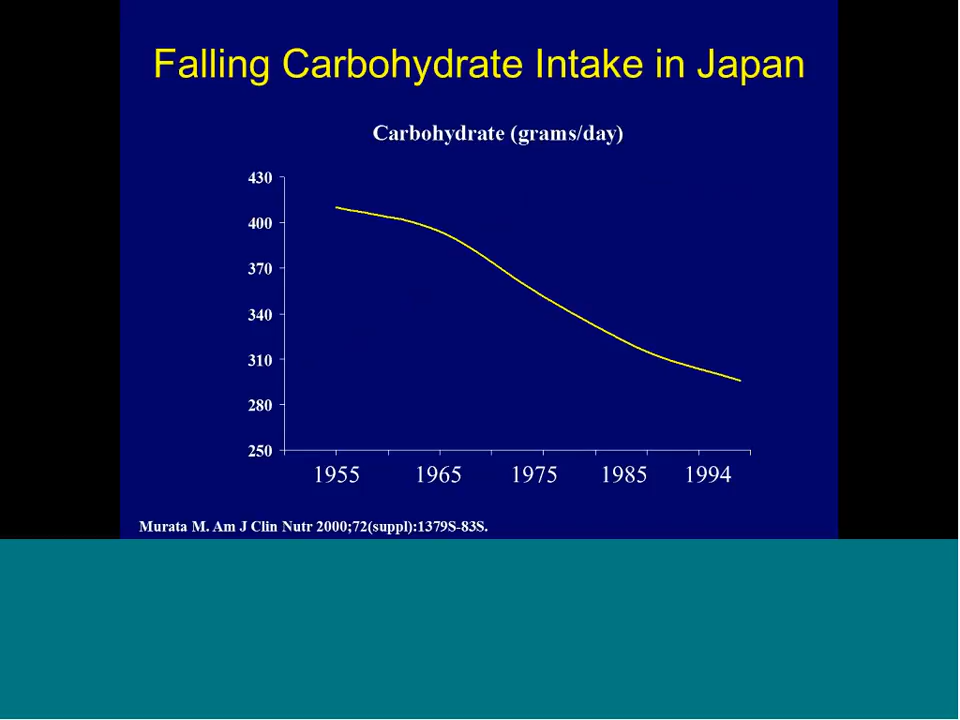 Falling Carbohydrate Intake in Japan
Carbohydrate (grams/day)
430
400
370
340
310
280
250
1955 1965 1975 1985 1994
Murata M. Am J Clin Nutr 2000;72(suppl):1379S-83S.